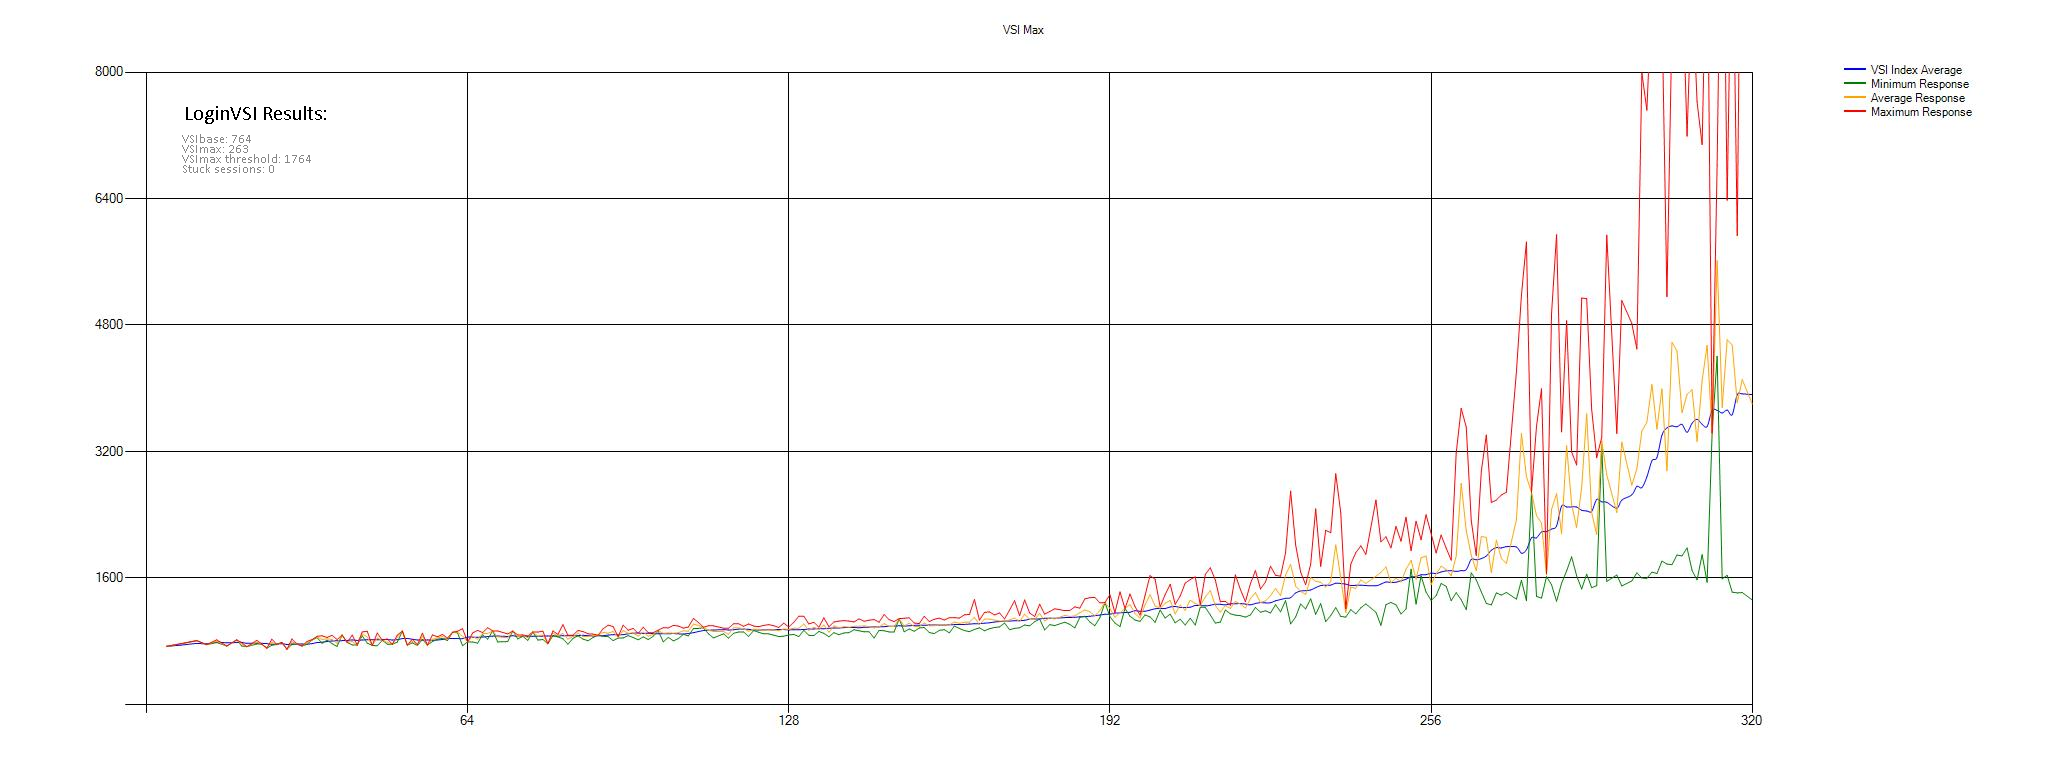 VSI Max
8000
6400
4800
3200
1600
64
128
192
256
320
LoginVSI Results:
VSIbase: 764
VSImax: 263
VSImax threshold: 1764
Stuck sessions: 0
VSI Index Average
Minimum Response
Average Response
Maximum Response